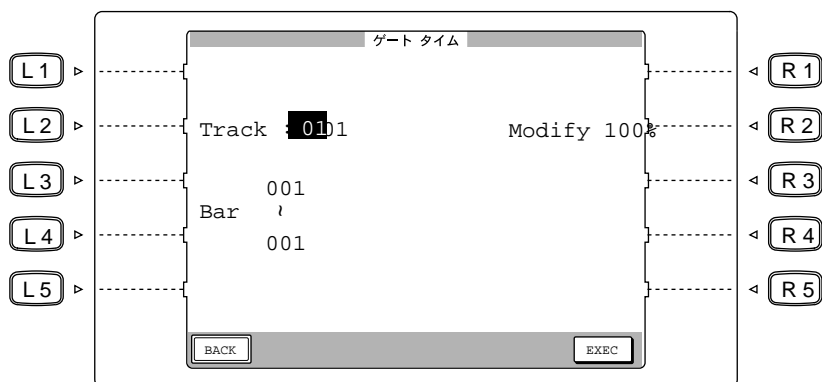 ゲート タイム
L1
R1
L2
Track : 0101
Modify 100%
R2
L3
001
R3
Bar ~
L4
001
R4
L5
R5
BACK
EXEC